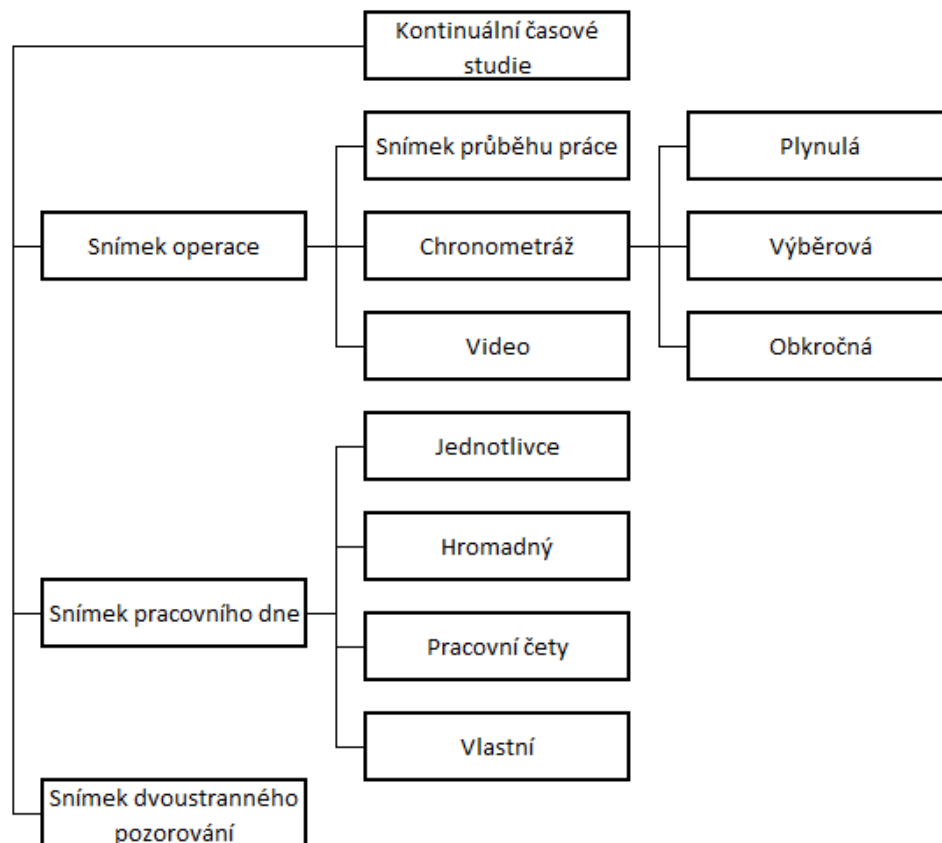 Kontinuální časové
studie
Snímek průběhu práce
Plynulá
Snímek operace
Chronometráž
Výběrová
Video
Obkročná
Jednotlivce
Hromadný
Snímek pracovního dne
Pracovní čety
Vlastní
Snímek dvoustranného
pozorování